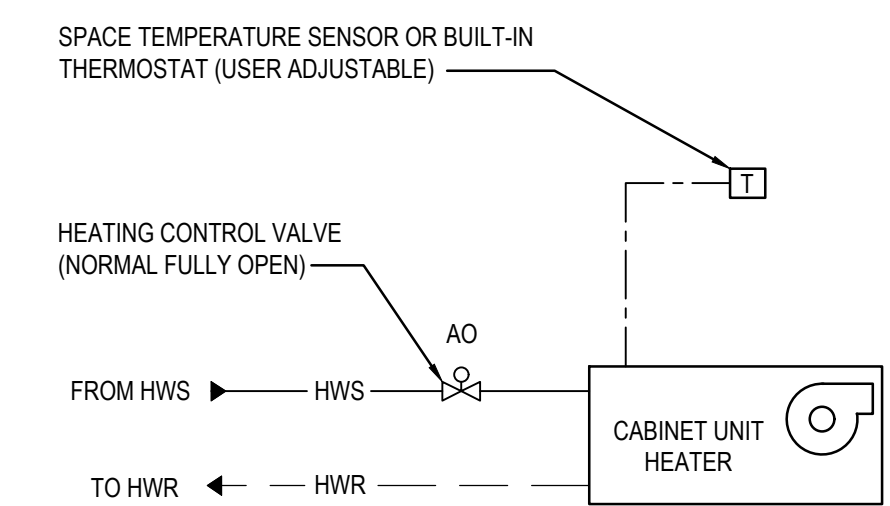 SPACE TEMPERATURE SENSOR OR BUILT-IN
THERMOSTAT (USER ADJUSTABLE)
T
HEATING CONTROL VALVE
(NORMAL FULLY OPEN)
AO
FROM HWS
HWS
CABINET UNIT
HEATER
TO HWR
HWR